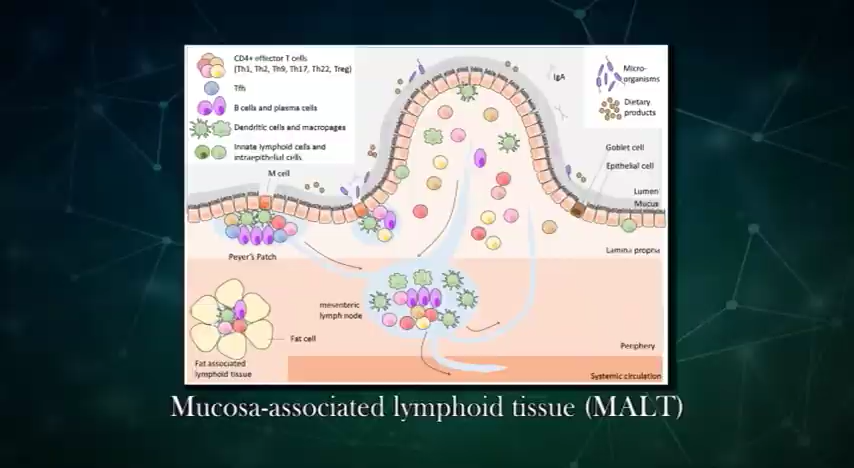 CD4+ effector T cells
(Th1, Th2, Th9, Th17, Th22, Treg)
Tfh
B cells and plasma cells
Dendritic cells and macopages
Innate lymphoid cells and
intraepithelial cells
M cell
IgA
Micro-
organisms
Dietary
products
Goblet cell
Epithelial cell
Lumen
Mucus
Lamina propria
Peyer's Patch
mesenteric
lymph node
Fat cell
Fat associated
lymphoid tissue
Periphery
Systemic circulation
Mucosa-associated lymphoid tissue (MALT)